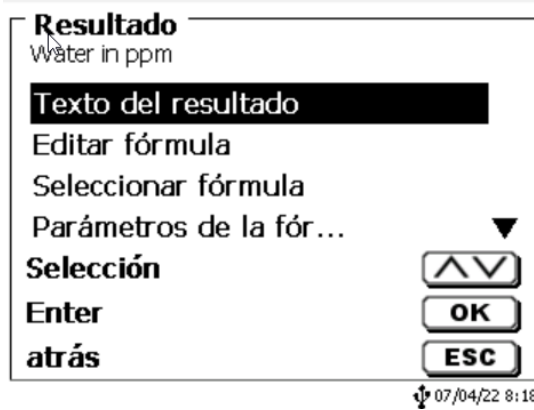 Resultado
Water in ppm
Texto del resultado
Editar fórmula
Seleccionar fórmula
Parámetros de la fór...
Selección
Enter OK
atrás ESC
07/04/22 8:18